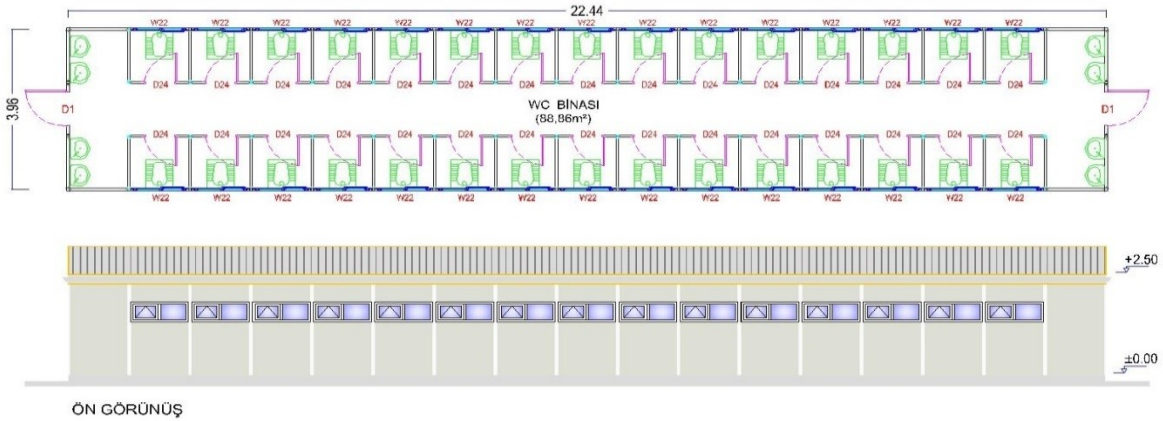 22.44
W22 W22 W22 W22 W22 W22 W22 W22 W22 W22 W22 W22 W22 W22 W22
3.96
D24 D24 D24 D24 D24 D24 D24 D24 D24 D24 D24 D24 D24 D24 D24
D1 WC BİNASI D1
(88,86m²)
D24 D24 D24 D24 D24 D24 D24 D24 D24 D24 D24 D24 D24 D24 D24
W22 W22 W22 W22 W22 W22 W22 W22 W22 W22 W22 W22 W22 W22 W22
+2.50
±0.00
ÖN GÖRÜNÜŞ